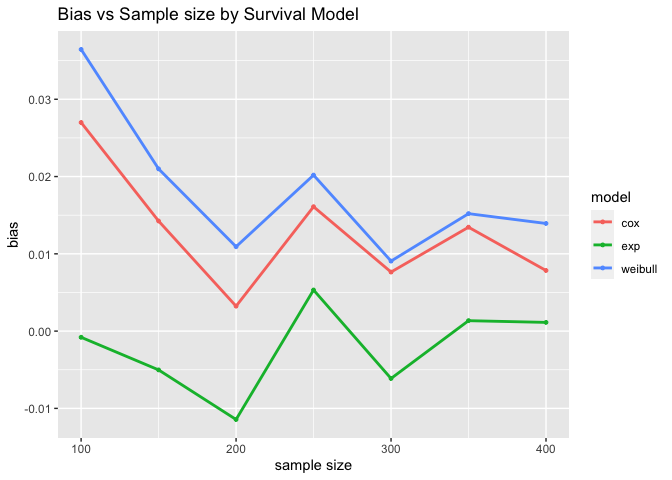 Bias vs Sample size by Survival Model
0.03
0.02
0.01
0.00
-0.01
bias
100
200
300
400
sample size
model
cox
exp
weibull